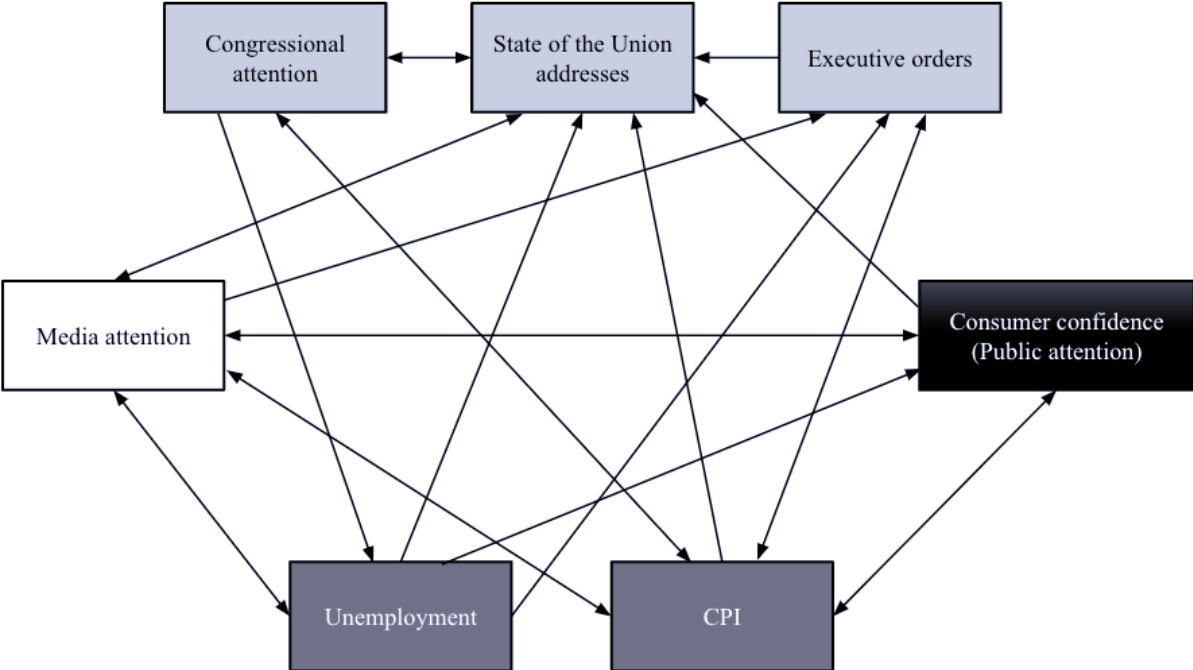 Congressional
attention
State of the Union
addresses
Executive orders
Media attention
Consumer confidence
(Public attention)
Unemployment
CPI